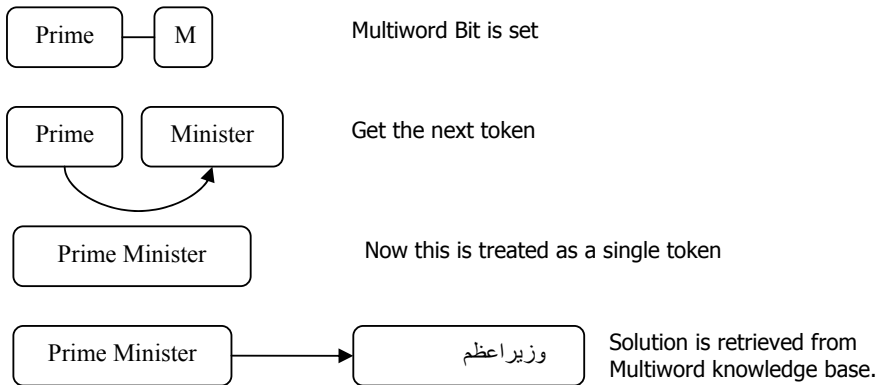 Prime M Multiword Bit is set
Prime Minister Get the next token
Prime Minister Now this is treated as a single token
Prime Minister وزیراعظم Solution is retrieved from
Multiword knowledge base.